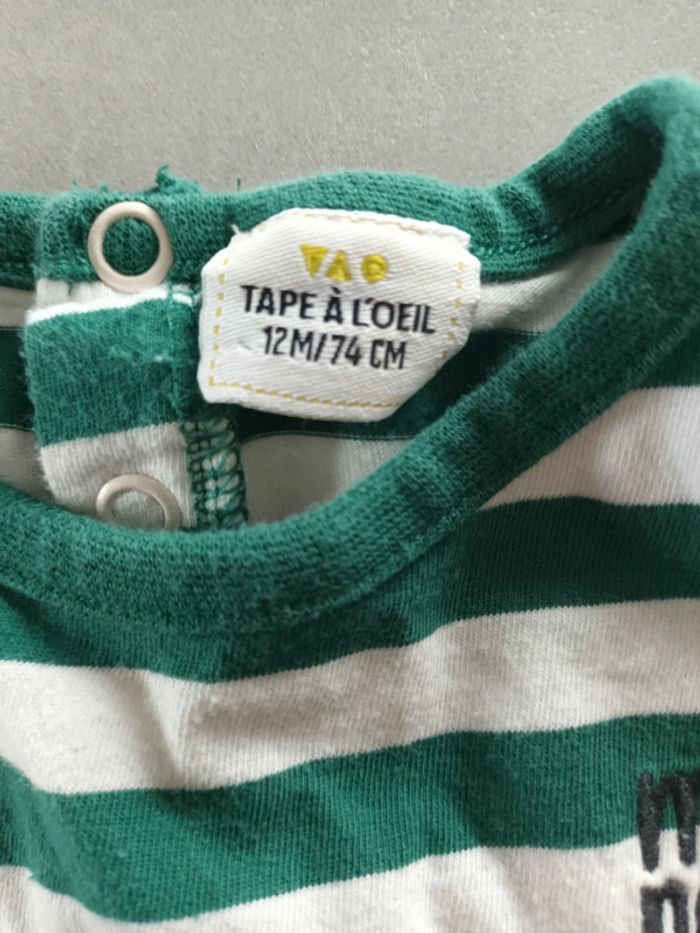 TAO
TAPE À L'OEIL
12M/74 CM